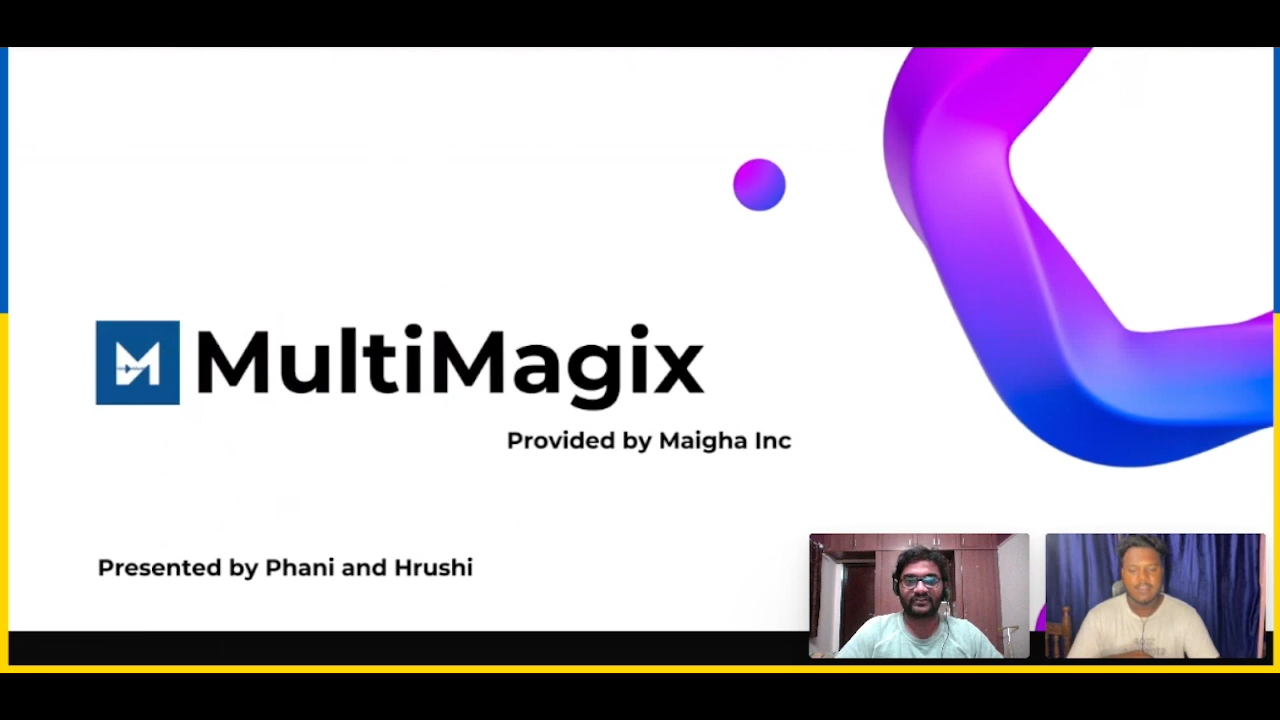 MultiMagix
Provided by Maigha Inc
Presented by Phani and Hrushi